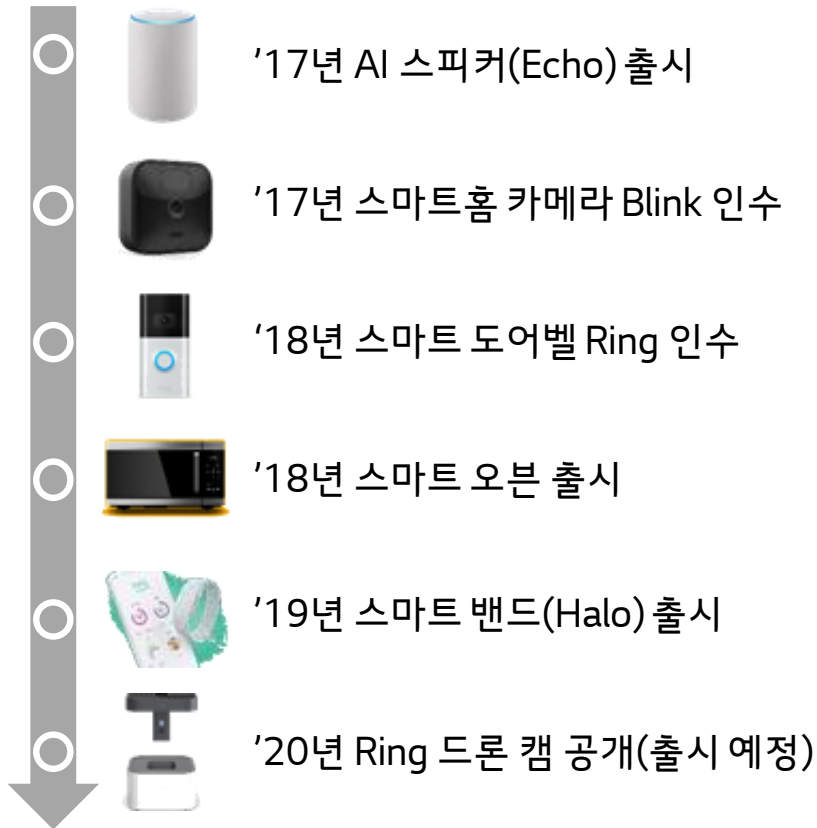 ’17년 AI 스피커(Echo) 출시
’17년 스마트홈 카메라 Blink 인수
‘18년 스마트 도어벨 Ring 인수
’18년 스마트 오븐 출시
’19년 스마트 밴드(Halo) 출시
’20년 Ring 드론 캠 공개(출시 예정)